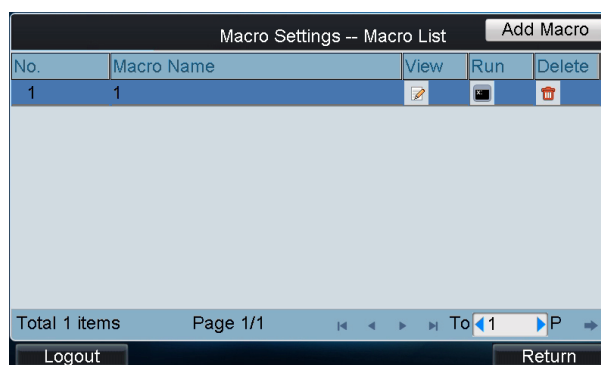 Macro Settings -- Macro List Add Macro
No. Macro Name View Run Delete
1 1
Total 1 items Page 1/1 To 1 P
Logout Return